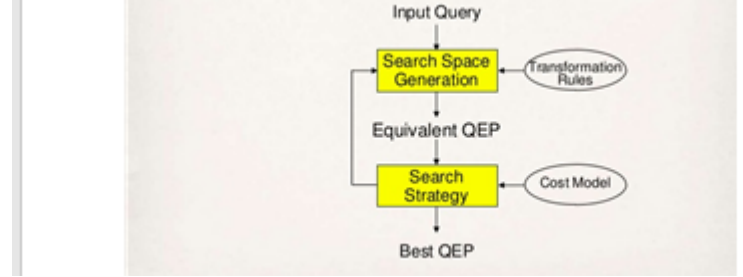 Input Query
Search Space
Generation
Transformation
Rules
Equivalent QEP
Search
Strategy
Cost Model
Best QEP